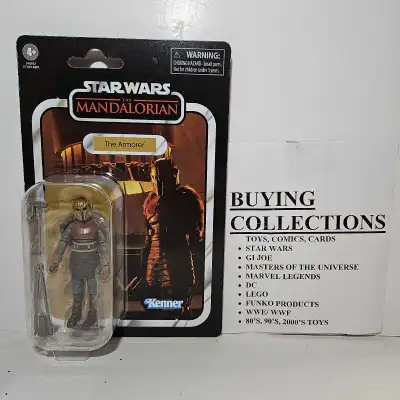 4+
WARNING:
CHOKING HAZARD - Small parts.
Not for children under 3 years.
STAR WARS
THE
MANDALORIAN
The Armorer
Kenner
BUYING
COLLECTIONS
TOYS, COMICS, CARDS
• STAR WARS
• GI JOE
• MASTERS OF THE UNIVERSE
• MARVEL LEGENDS
• DC
• LEGO
• FUNKO PRODUCTS
• WWE/ WWF
• 80'S, 90'S, 2000'S TOYS